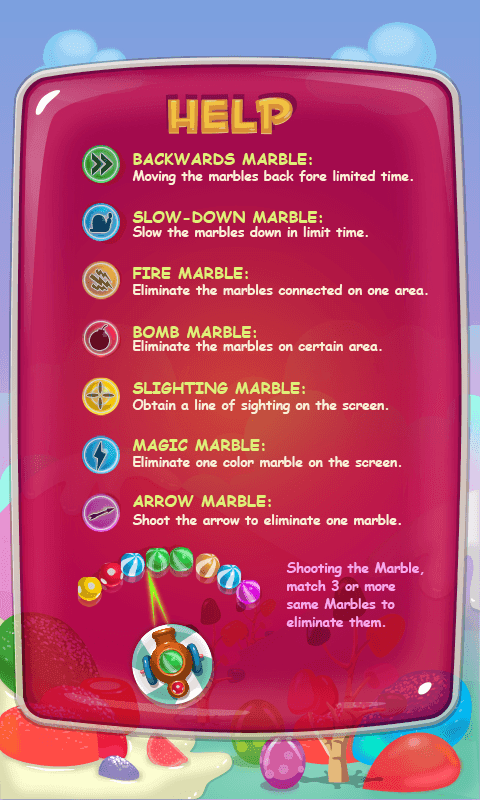 HELP
BACKWARDS MARBLE:
Moving the marbles back fore limited time.
SLOW-DOWN MARBLE:
Slow the marbles down in limit time.
FIRE MARBLE:
Eliminate the marbles connected on one area.
BOMB MARBLE:
Eliminate the marbles on certain area.
SLIGHTING MARBLE:
Obtain a line of sighting on the screen.
MAGIC MARBLE:
Eliminate one color marble on the screen.
ARROW MARBLE:
Shoot the arrow to eliminate one marble.
Shooting the Marble,
match 3 or more
same Marbles to
eliminate them.